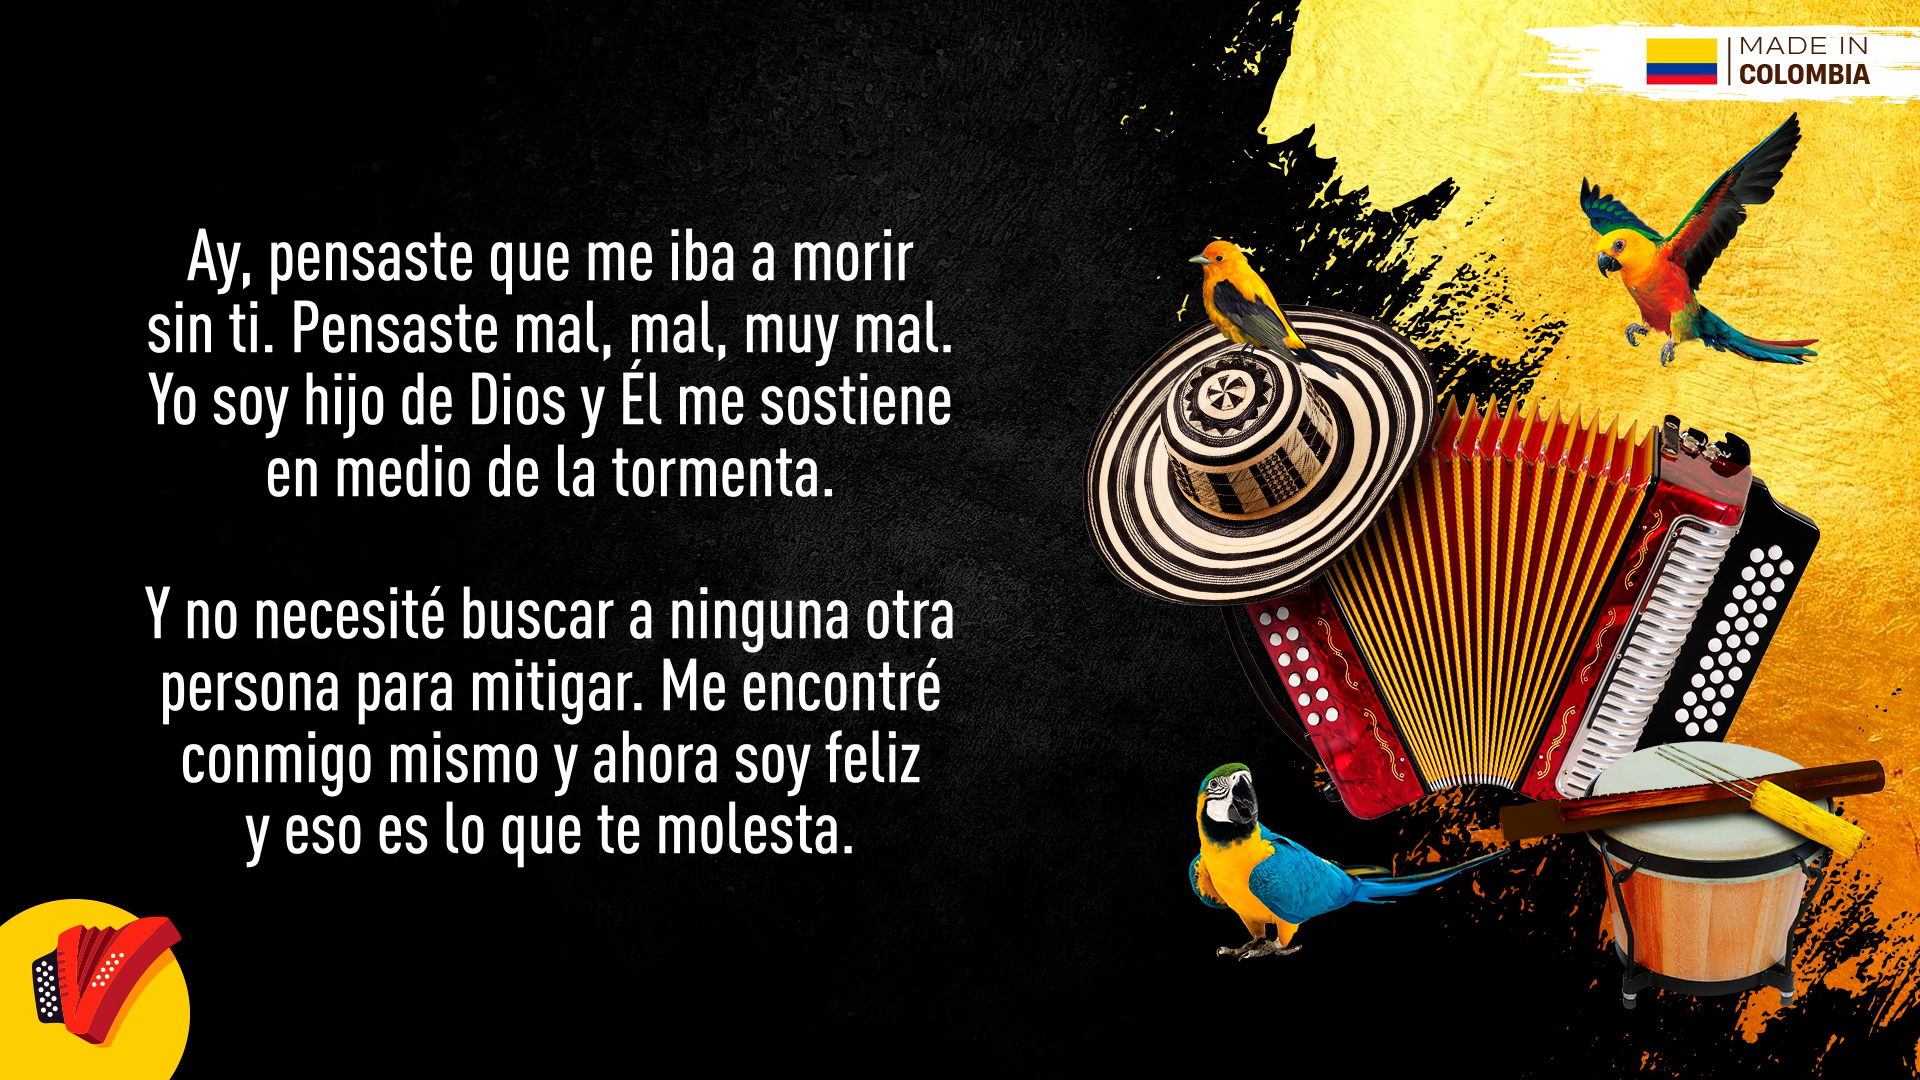 MADE IN
COLOMBIA
Ay, pensaste que me iba a morir
sin ti. Pensaste mal, mal, muy mal.
Yo soy hijo de Dios y Él me sostiene
en medio de la tormenta.
Y no necesité buscar a ninguna otra
persona para mitigar. Me encontré
conmigo mismo y ahora soy feliz
y eso es lo que te molesta.